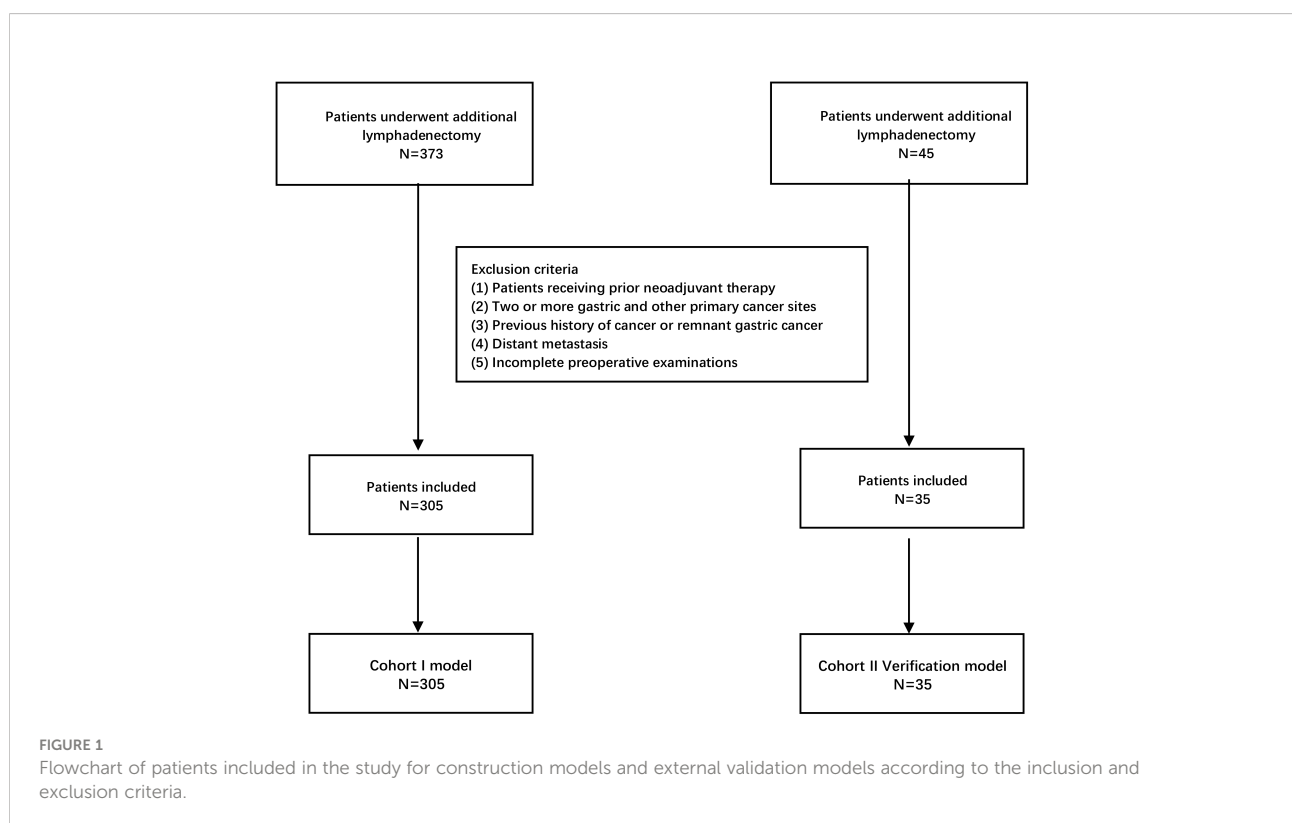 Patients underwent additional
lymphadenectomy
N=373
Patients underwent additional
lymphadenectomy
N=45
Exclusion criteria
(1) Patients receiving prior neoadjuvant therapy
(2) Two or more gastric and other primary cancer sites
(3) Previous history of cancer or remnant gastric cancer
(4) Distant metastasis
(5) Incomplete preoperative examinations
Patients included
N=305
Patients included
N=35
Cohort I model
N=305
Cohort II Verification model
N=35
FIGURE 1
Flowchart of patients included in the study for construction models and external validation models according to the inclusion and
exclusion criteria.